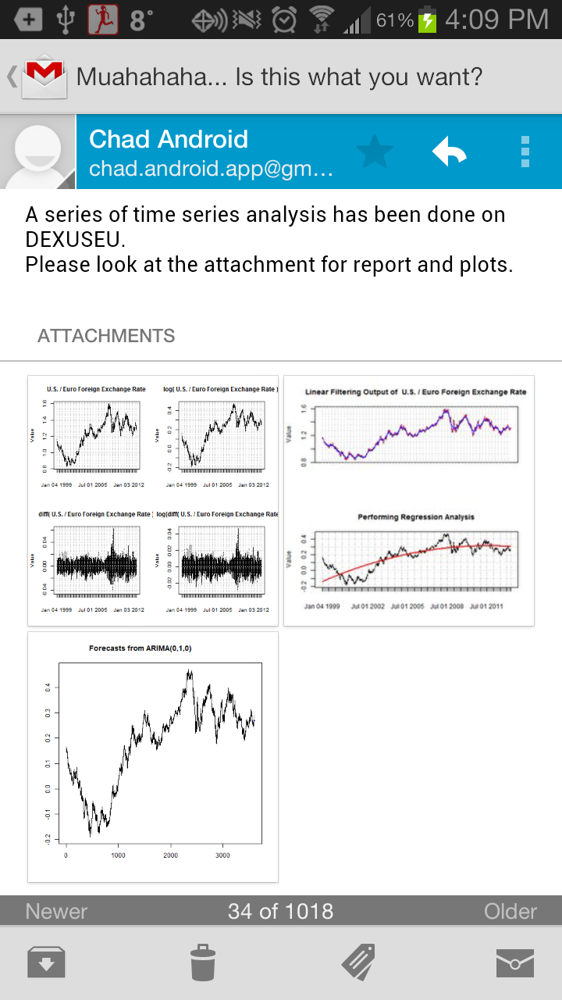 8°
61%
4:09 PM
Muahahaha... Is this what you want?
Chad Android
chad.android.app@gm...
A series of time series analysis has been done on
DEXUSEU.
Please look at the attachment for report and plots.
ATTACHMENTS
U.S. / Euro Foreign Exchange Rate
Value
0.8 1.0 1.2 1.4 1.6
Jan 04 1999 Jul 01 2005 Jan 03 2012
log( U.S. / Euro Foreign Exchange Rate )
Value
-0.2 0.0 0.2 0.4
Jan 04 1999 Jul 01 2005 Jan 03 2012
diff( U.S. / Euro Foreign Exchange Rate )
Value
-0.04 0.00 0.04
Jan 04 1999 Jul 01 2005 Jan 03 2012
log(diff( U.S. / Euro Foreign Exchange Rate
Value
-0.02 0.00 0.02 0.04
Jan 04 1999 Jul 01 2005 Jan 03 2012
Linear Filtering Output of U.S. / Euro Foreign Exchange Rate
Value
0.8 1.2 1.6
Performing Regression Analysis
Value
-0.2 0.0 0.2 0.4
Jan 04 1999 Jul 01 2002 Jul 01 2005 Jul 01 2008 Jul 01 2011
Forecasts from ARIMA(0,1,0)
-0.2 -0.1 0.0 0.1 0.2 0.3 0.4
0 1000 2000 3000
Newer
34 of 1018
Older